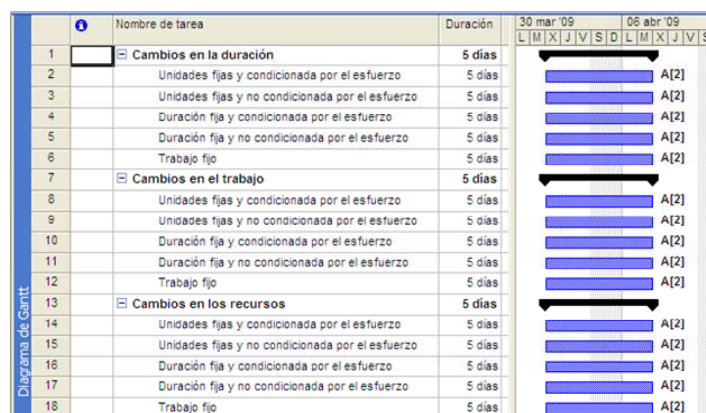 Nombre de tarea Duración 30 mar '09 06 abr '09
L M X J V S D L M X J V S
1 Cambios en la duración 5 días
2 Unidades fijas y condicionada por el esfuerzo 5 días A[2]
3 Unidades fijas y no condicionada por el esfuerzo 5 días A[2]
4 Duración fija y condicionada por el esfuerzo 5 días A[2]
5 Duración fija y no condicionada por el esfuerzo 5 días A[2]
6 Trabajo fijo 5 días A[2]
7 Cambios en el trabajo 5 días
8 Unidades fijas y condicionada por el esfuerzo 5 días A[2]
9 Unidades fijas y no condicionada por el esfuerzo 5 días A[2]
10 Duración fija y condicionada por el esfuerzo 5 días A[2]
11 Duración fija y no condicionada por el esfuerzo 5 días A[2]
12 Trabajo fijo 5 días A[2]
13 Cambios en los recursos 5 días
14 Unidades fijas y condicionada por el esfuerzo 5 días A[2]
15 Unidades fijas y no condicionada por el esfuerzo 5 días A[2]
16 Duración fija y condicionada por el esfuerzo 5 días A[2]
17 Duración fija y no condicionada por el esfuerzo 5 días A[2]
18 Trabajo fijo 5 días A[2]
Diagrama de Gantt